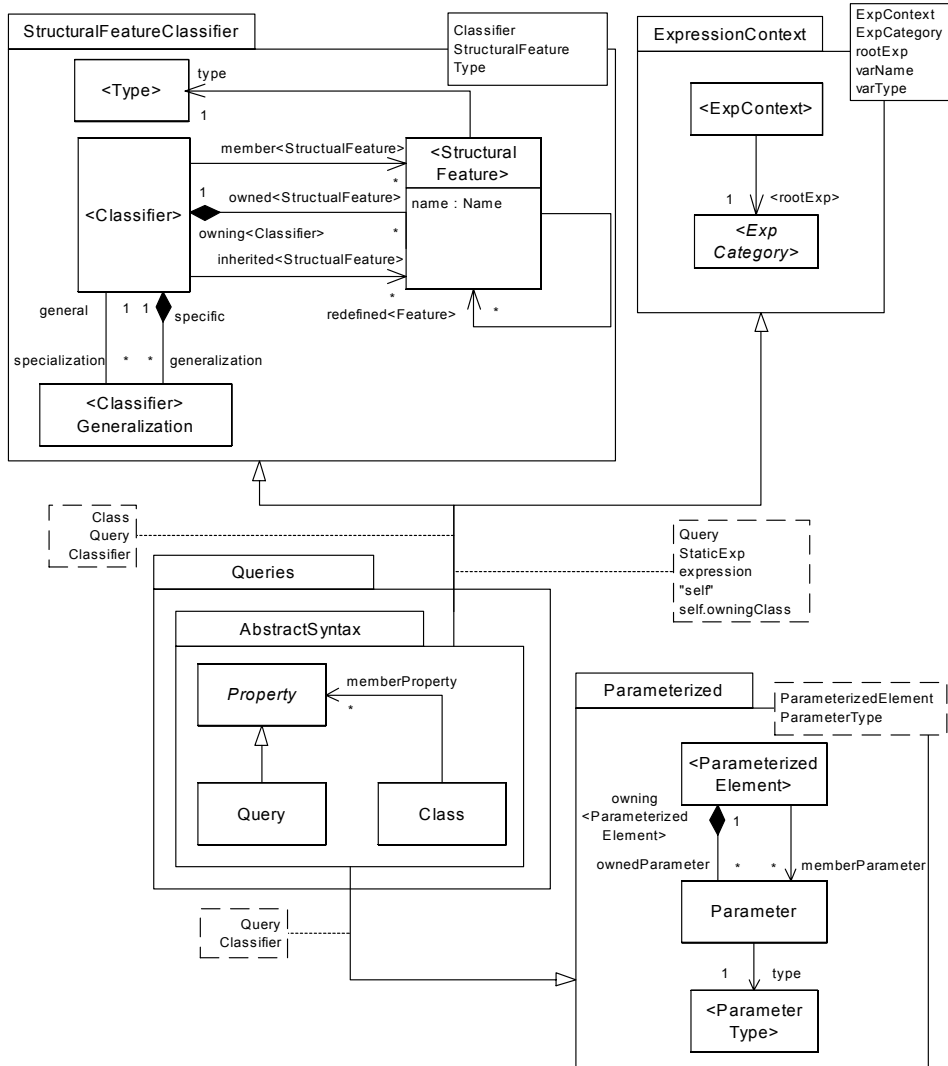 StructuralFeatureClassifier
Classifier
StructuralFeature
Type
<Type>
type
1
<Classifier>
member<StructualFeature>
*
1
owned<StructualFeature>
owning<Classifier>
*
inherited<StructualFeature>
*
<Structural
Feature>
name : Name
redefined<Feature>
*
general
1
1
specific
specialization
*
*
generalization
<Classifier>
Generalization
ExpressionContext
ExpContext
ExpCategory
rootExp
varName
varType
<ExpContext>
1
<rootExp>
<Exp
Category>
Class
Query
Classifier
Query
StaticExp
expression
"self"
self.owningClass
Queries
AbstractSyntax
Property
memberProperty
*
Query
Class
Query
Classifier
Parameterized
ParameterizedElement
ParameterType
<Parameterized
Element>
owning
<Parameterized
Element>
1
ownedParameter
*
*
memberParameter
Parameter
1
type
<Parameter
Type>